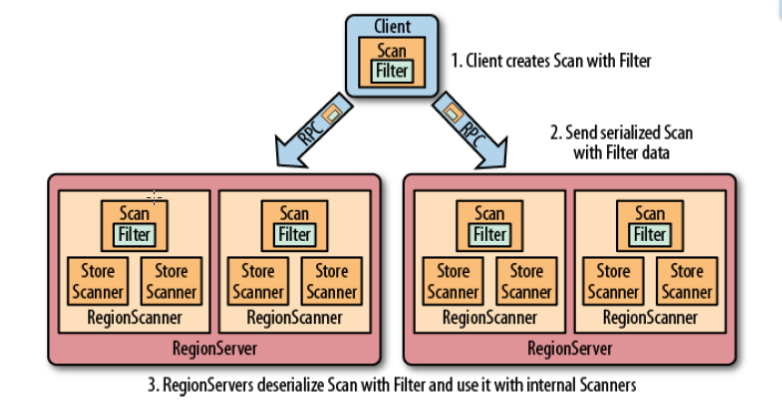 Client
Scan
Filter
1. Client creates Scan with Filter
RPC
RPC
2. Send serialized Scan
with Filter data
Scan
Filter
Store
Scanner
Store
Scanner
RegionScanner
Scan
Filter
Store
Scanner
Store
Scanner
RegionScanner
RegionServer
Scan
Filter
Store
Scanner
Store
Scanner
RegionScanner
Scan
Filter
Store
Scanner
Store
Scanner
RegionScanner
RegionServer
3. RegionServers deserialize Scan with Filter and use it with internal Scanners